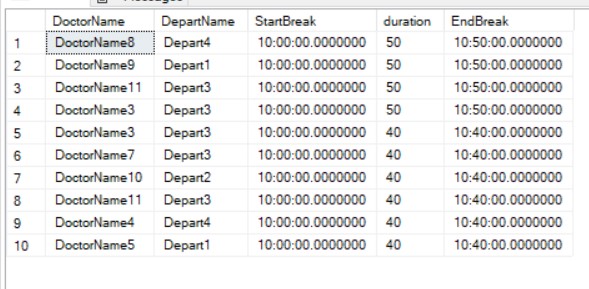 Messages
DoctorName DepartName StartBreak duration EndBreak
1 DoctorName8 Depart4 10:00:00.0000000 50 10:50:00.0000000
2 DoctorName9 Depart1 10:00:00.0000000 50 10:50:00.0000000
3 DoctorName11 Depart3 10:00:00.0000000 50 10:50:00.0000000
4 DoctorName3 Depart3 10:00:00.0000000 50 10:50:00.0000000
5 DoctorName3 Depart3 10:00:00.0000000 40 10:40:00.0000000
6 DoctorName7 Depart3 10:00:00.0000000 40 10:40:00.0000000
7 DoctorName10 Depart2 10:00:00.0000000 40 10:40:00.0000000
8 DoctorName11 Depart3 10:00:00.0000000 40 10:40:00.0000000
9 DoctorName4 Depart4 10:00:00.0000000 40 10:40:00.0000000
10 DoctorName5 Depart1 10:00:00.0000000 40 10:40:00.0000000